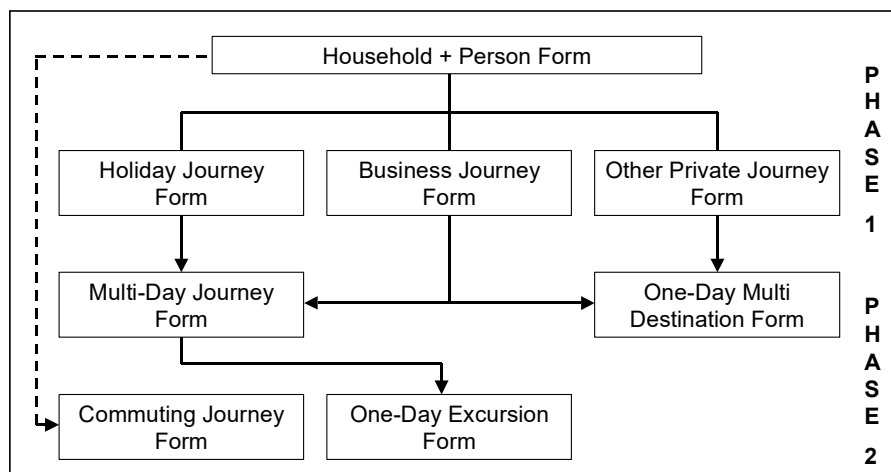 Household + Person Form
Holiday Journey
Form
Business Journey
Form
Other Private Journey
Form
Multi-Day Journey
Form
One-Day Multi
Destination Form
Commuting Journey
Form
One-Day Excursion
Form
P
H
A
S
E
1
P
H
A
S
E
2